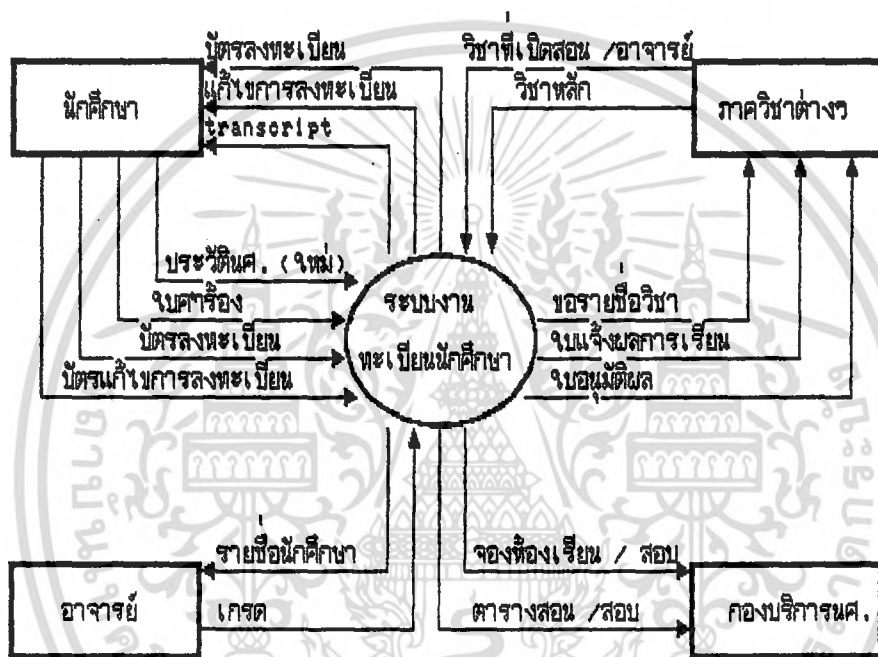 บัตรลงทะเบียน
แก้ไขการลงทะเบียน
transcript
นักศึกษา
วิชาที่เปิดสอน /อาจารย์
วิชาหลัก
ภาควิชาต่างๆ
ประวัตินศ. (ใหม่)
ใบคำร้อง
บัตรลงทะเบียน
บัตรแก้ไขการลงทะเบียน
ระบบงาน
ทะเบียนนักศึกษา
ขอรายชื่อวิชา
ใบแจ้งผลการเรียน
ใบอนุมัติผล
รายชื่อนักศึกษา
เกรด
อาจารย์
จองห้องเรียน / สอบ
ตารางสอน /สอบ
กองบริการนศ.